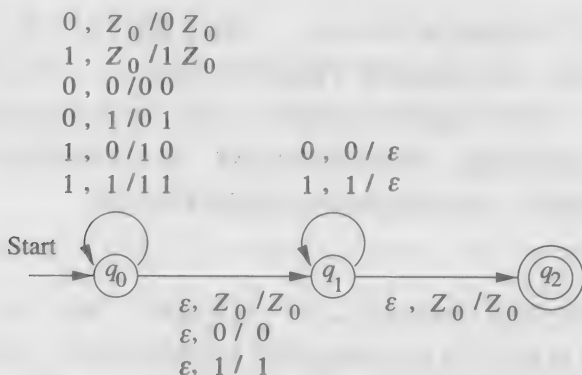 0 , Z₀ / 0 Z₀
1 , Z₀ / 1 Z₀
0 , 0 / 0 0
0 , 1 / 0 1
1 , 0 / 1 0
1 , 1 / 1 1
0 , 0 / ε
1 , 1 / ε
Start
q₀
q₁
q₂
ε, Z₀ / Z₀
ε, 0 / 0
ε, 1 / 1
ε , Z₀ / Z₀